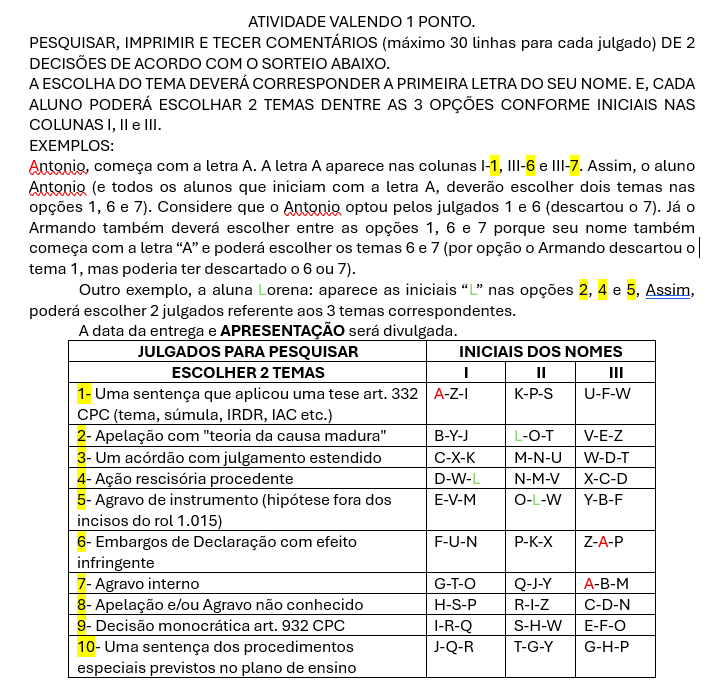 ATIVIDADE VALENDO 1 PONTO.
PESQUISAR, IMPRIMIR E TECER COMENTÁRIOS (máximo 30 linhas para cada julgado) DE 2
DECISÕES DE ACORDO COM O SORTEIO ABAIXO.
A ESCOLHA DO TEMA DEVERÁ CORRESPONDER A PRIMEIRA LETRA DO SEU NOME. E, CADA
ALUNO PODERÁ ESCOLHAR 2 TEMAS DENTRE AS 3 OPÇÕES CONFORME INICIAIS NAS
COLUNAS I, II e III.
EXEMPLOS:
Antonio, começa com a letra A. A letra A aparece nas colunas I-1, III-6 e III-7. Assim, o aluno
Antonio (e todos os alunos que iniciam com a letra A, deverão escolher dois temas nas
opções 1, 6 e 7). Considere que o Antonio optou pelos julgados 1 e 6 (descartou o 7). Já o
Armando também deverá escolher entre as opções 1, 6 e 7 porque seu nome também
começa com a letra “A” e poderá escolher os temas 6 e 7 (por opção o Armando descartou o
tema 1, mas poderia ter descartado o 6 ou 7).
Outro exemplo, a aluna Lorena: aparece as iniciais “L” nas opções 2, 4 e 5, Assim,
poderá escolher 2 julgados referente aos 3 temas correspondentes.
A data da entrega e APRESENTAÇÃO será divulgada.
JULGADOS PARA PESQUISAR INICIAIS DOS NOMES
ESCOLHER 2 TEMAS I II III
1- Uma sentença que aplicou uma tese art. 332 A-Z-I K-P-S U-F-W
CPC (tema, súmula, IRDR, IAC etc.)
2- Apelação com "teoria da causa madura" B-Y-J L-O-T V-E-Z
3- Um acórdão com julgamento estendido C-X-K M-N-U W-D-T
4- Ação rescisória procedente D-W-L N-M-V X-C-D
5- Agravo de instrumento (hipótese fora dos E-V-M O-L-W Y-B-F
incisos do rol 1.015)
6- Embargos de Declaração com efeito F-U-N P-K-X Z-A-P
infringente
7- Agravo interno G-T-O Q-J-Y A-B-M
8- Apelação e/ou Agravo não conhecido H-S-P R-I-Z C-D-N
9- Decisão monocrática art. 932 CPC I-R-Q S-H-W E-F-O
10- Uma sentença dos procedimentos J-Q-R T-G-Y G-H-P
especiais previstos no plano de ensino